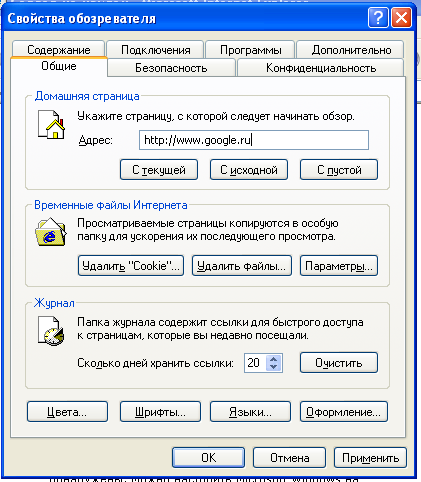 Свойства обозревателя
Содержание Подключения Программы Дополнительно
Общие Безопасность Конфиденциальность
Домашняя страница
Укажите страницу, с которой следует начинать обзор.
Адрес: http://www.google.ru
С текущей С исходной С пустой
Временные файлы Интернета
Просматриваемые страницы копируются в особую
папку для ускорения их последующего просмотра.
Удалить "Cookie"... Удалить файлы... Параметры...
Журнал
Папка журнала содержит ссылки для быстрого доступа
к страницам, которые вы недавно посещали.
Сколько дней хранить ссылки: 20 Очистить
Цвета... Шрифты... Языки... Оформление...
OK Отмена Применить